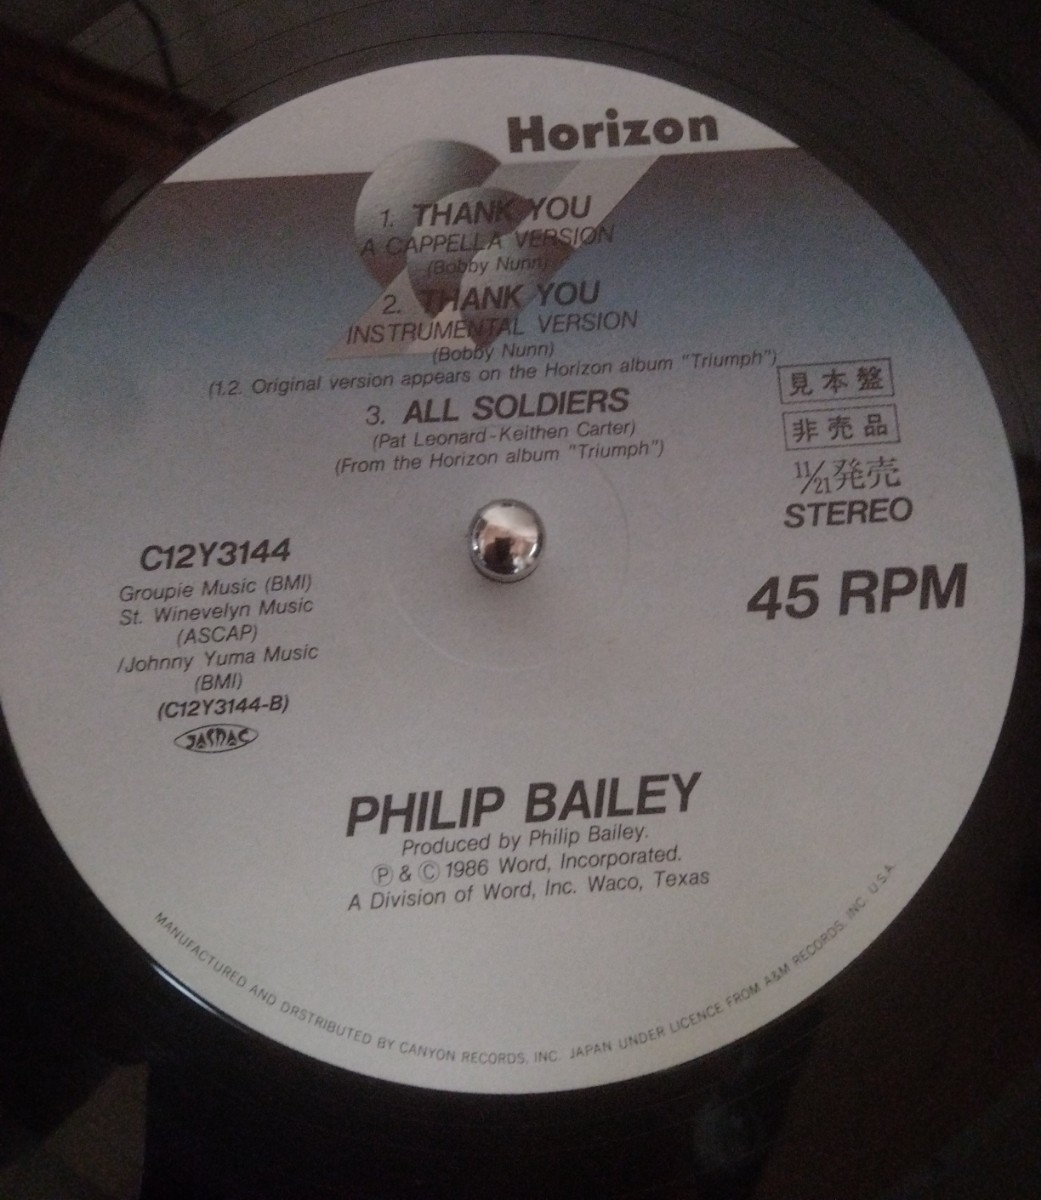 Horizon
1. THANK YOU
A CAPPELLA VERSION
(Bobby Nunn)
2. THANK YOU
INSTRUMENTAL VERSION
(Bobby Nunn)
(1.2. Original version appears on the Horizon album "Triumph")
3. ALL SOLDIERS
(Pat Leonard-Keithen Carter)
(From the Horizon album "Triumph")
見本盤
非売品
11/21発売
STEREO
45 RPM
C12Y3144
Groupie Music (BMI)
St. Winevelyn Music
(ASCAP)
/Johnny Yuma Music
(BMI)
(C12Y3144-B)
JASRAC
PHILIP BAILEY
Produced by Philip Bailey.
Ⓟ & Ⓒ 1986 Word, Incorporated.
A Division of Word, Inc. Waco, Texas
MANUFACTURED AND DRSTRIBUTED BY CANYON RECORDS, INC. JAPAN UNDER LICENCE FROM A&M RECORDS, INC. U.S.A.